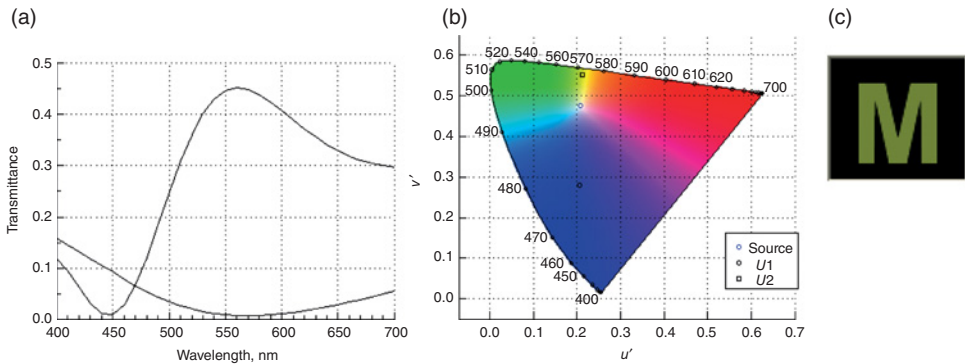 (a)
0.5
0.4
0.3
0.2
0.1
0.0
400 450 500 550 600 650 700
Transmittance
Wavelength, nm
(b)
0.6
0.5
0.4
0.3
0.2
0.1
0.0
0.0 0.1 0.2 0.3 0.4 0.5 0.6 0.7
v′
u′
520 540 560 570 580 590 600 610 620 700
510
500
490
480
470
460
450
400
Source
U1
U2
(c)
M